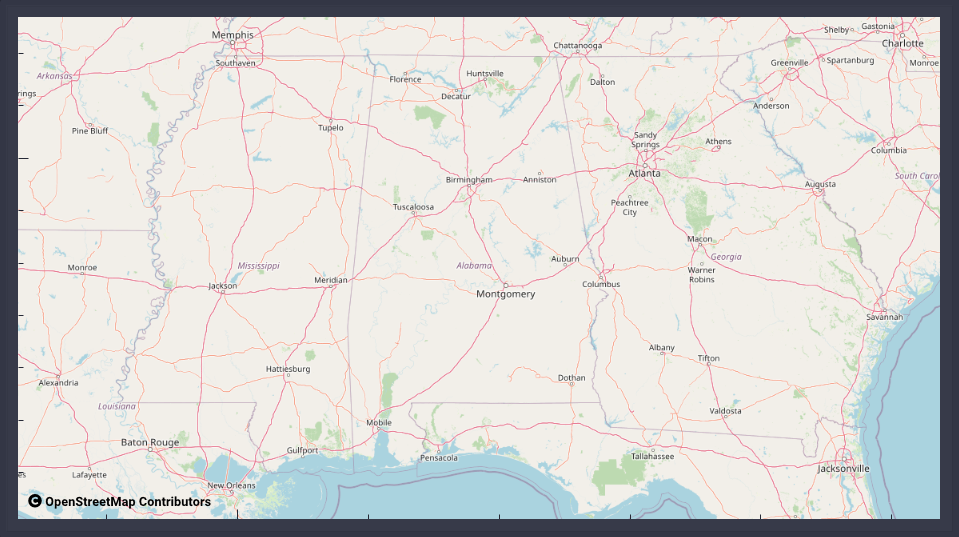 Memphis
Southaven
Chattanooga
Shelby
Gastonia
Charlotte
Monroe
Arkansas
rings
Florence
Huntsville
Decatur
Dalton
Greenville
Spartanburg
Anderson
Pine Bluff
Tupelo
Sandy
Springs
Athens
Columbia
Atlanta
Birmingham
Anniston
Augusta
South Carol
Tuscaloosa
Peachtree
City
Macon
Georgia
Monroe
Mississippi
Alabama
Auburn
Warner
Robins
Jackson
Meridian
Montgomery
Columbus
Savannah
Albany
Tifton
Hattiesburg
Alexandria
Dothan
Louisiana
Valdosta
Mobile
Baton Rouge
Gulfport
Pensacola
Tallahassee
Jacksonville
Lafayette
New Orleans
C OpenStreetMap Contributors